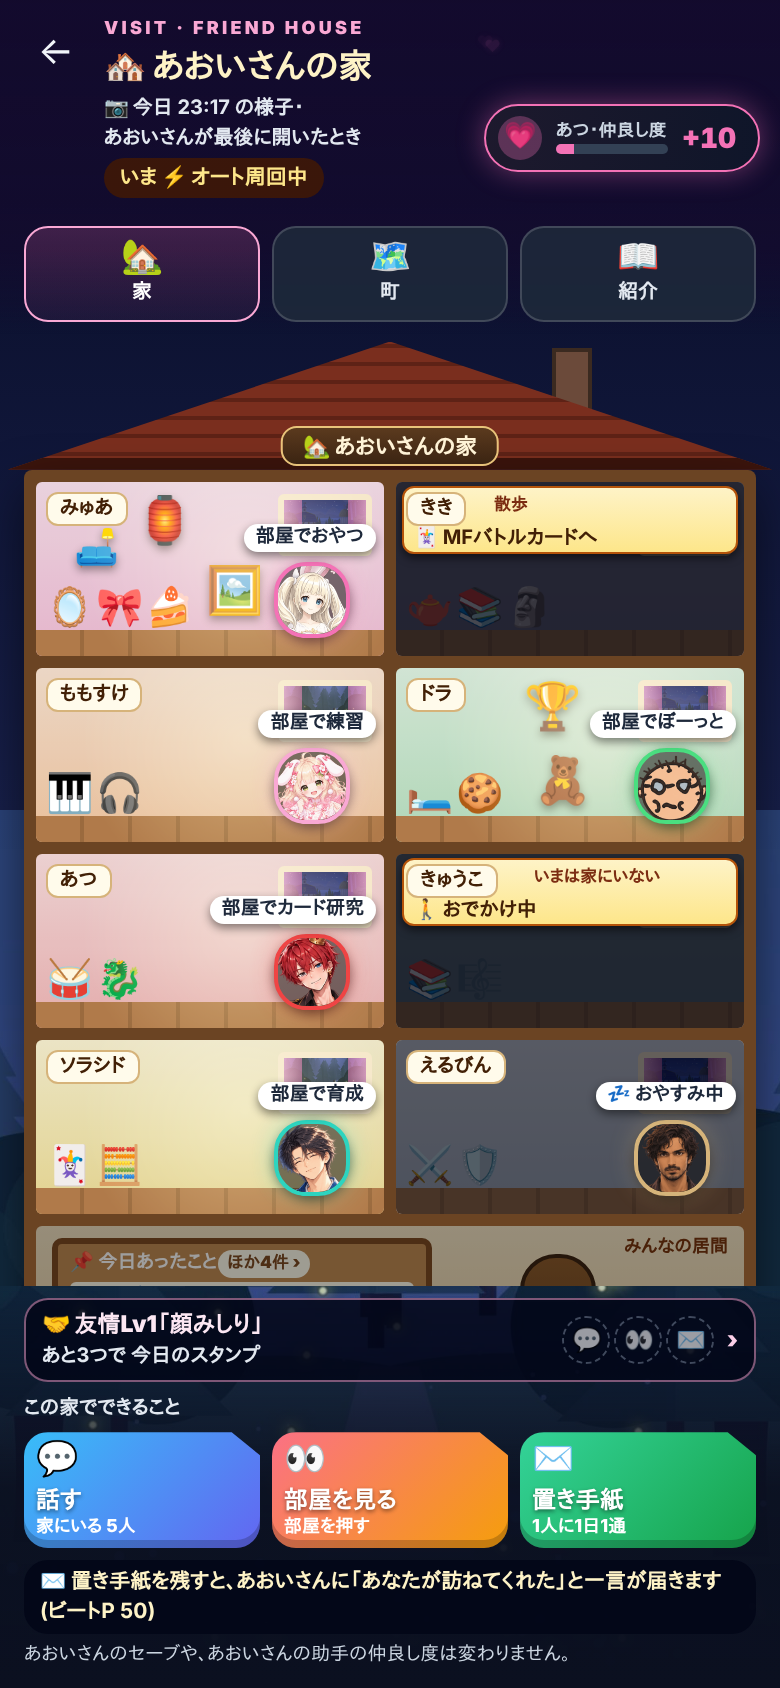 VISIT · FRIEND HOUSE
🏘️ あおいさんの家
📷 今日 23:17 の様子・
あおいさんが最後に開いたとき
いま ⚡ オート周回中
あつ・仲良し度 +10
家
町
紹介
🏡 あおいさんの家
みゅあ
部屋でおやつ
きき
散歩
🃏 MFバトルカードへ
ももすけ
部屋で練習
ドラ
部屋でぼーっと
あつ
部屋でカード研究
きゅうこ
いまは家にいない
🚶 おでかけ中
ソラシド
部屋で育成
えるびん
💤 おやすみ中
📌 今日あったこと ほか4件 ›
みんなの居間
🤝 友情Lv1「顔みしり」
あと3つで 今日のスタンプ
この家でできること
話す
家にいる 5人
部屋を見る
部屋を押す
置き手紙
1人に1日1通
✉️ 置き手紙を残すと、あおいさんに「あなたが訪ねてくれた」と一言が届きます
(ビートP 50)
あおいさんのセーブや、あおいさんの助手の仲良し度は変わりません。